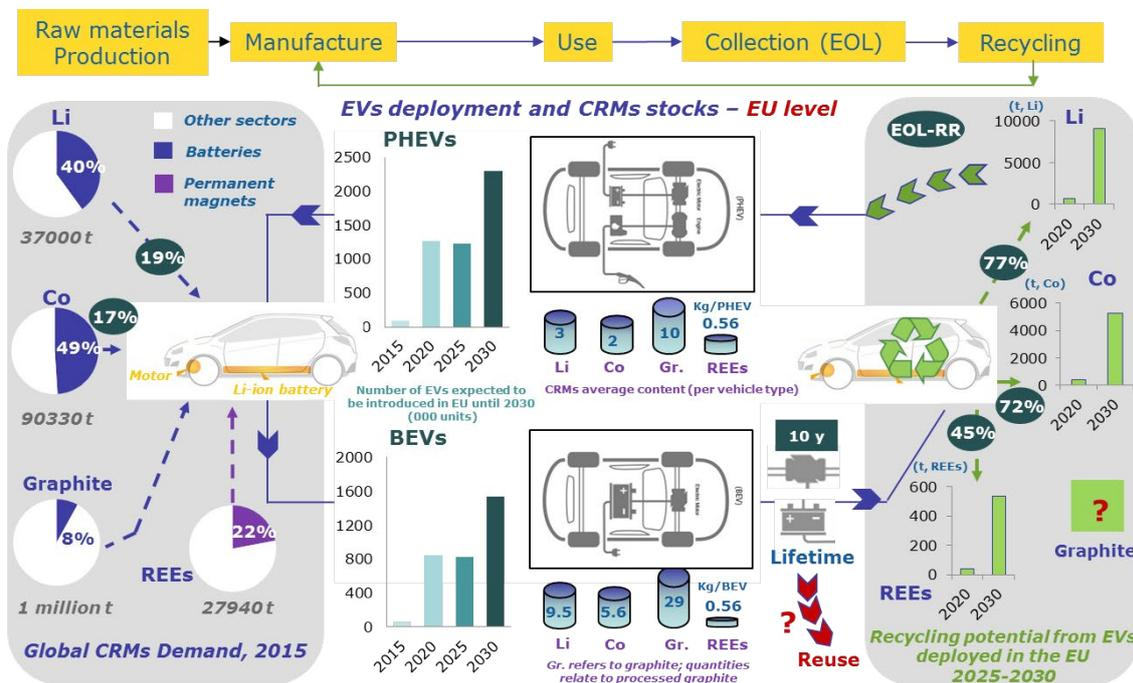 Raw materials
Production
Manufacture
Use
Collection (EOL)
Recycling
EVs deployment and CRMs stocks – EU level
Li
40%
37000 t
Other sectors
Batteries
Permanent
magnets
19%
Co
17%
49%
90330 t
Motor
Li-ion battery
Graphite
8%
1 million t
22%
REEs
27940 t
Global CRMs Demand, 2015
PHEVs
2500
2000
1500
1000
500
0
2015
2020
2025
2030
Number of EVs expected to
be introduced in EU until 2030
(000 units)
BEVs
2000
1600
1200
800
400
0
2015
2020
2025
2030
Electric Motor
Engine
(PHEV)
Kg/PHEV
3
2
10
0.56
Li
Co
Gr.
REEs
CRMs average content (per vehicle type)
Electric Motor
(BEV)
Kg/BEV
9.5
5.6
29
0.56
Li
Co
Gr.
REEs
Gr. refers to graphite; quantities
relate to processed graphite
10 y
Lifetime
?
Reuse
EOL-RR
(t, Li)
Li
10000
5000
0
2020
2030
77%
(t, Co)
Co
6000
4000
2000
0
2020
2030
72%
45%
(t, REEs)
600
400
200
0
2020
2030
REEs
?
Graphite
Recycling potential from EVs
deployed in the EU
2025-2030